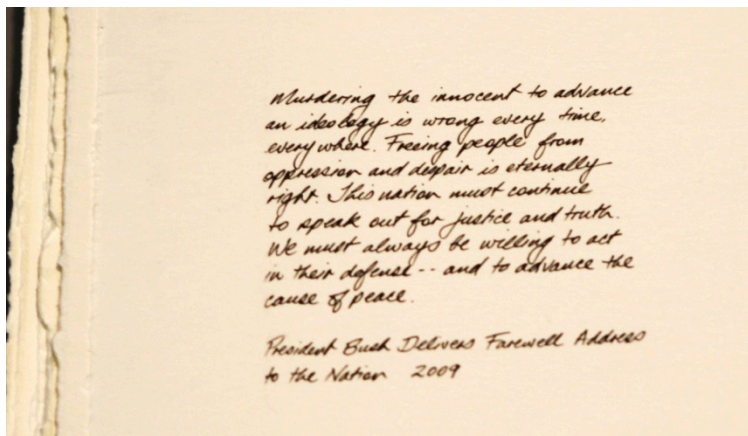 Murdering the innocent to advance
an ideology is wrong every time,
everywhere. Freeing people from
oppression and despair is eternally
right. This nation must continue
to speak out for justice and truth.
We must always be willing to act
in their defense -- and to advance the
cause of peace.
President Bush Delivers Farewell Address
to the Nation 2009